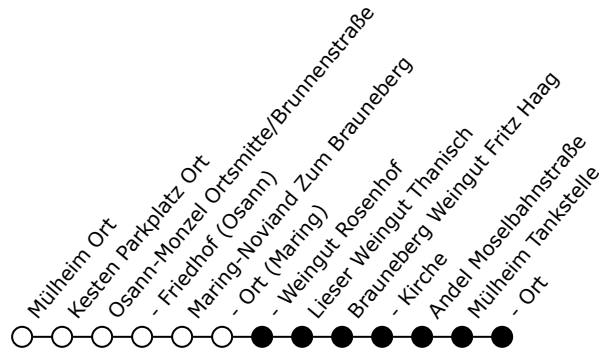 Mülheim Ort
Kesten Parkplatz Ort
Osann-Monzel Ortsmitte/Brunnenstraße
- Friedhof (Osann)
Maring-Noviand Zum Brauneberg
- Ort (Maring)
- Weingut Rosenhof
Lieser Weingut Thanisch
Brauneberg Weingut Fritz Haag
- Kirche
Andel Moselbahnstraße
Mülheim Tankstelle
- Ort